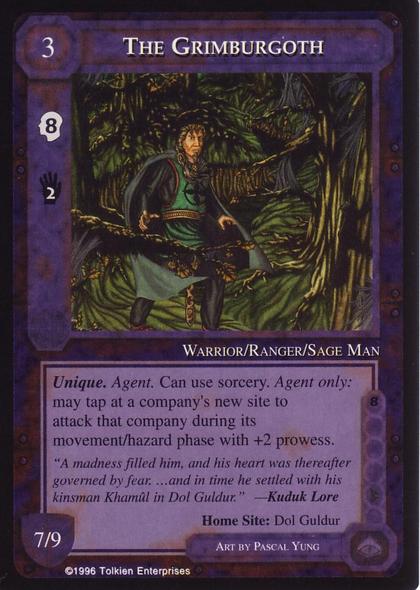 3
THE GRIMBURGOTH
8
2
WARRIOR/RANGER/SAGE MAN
Unique. Agent. Can use sorcery. Agent only:
may tap at a company's new site to
attack that company during its
movement/hazard phase with +2 prowess.
8
"A madness filled him, and his heart was thereafter
governed by fear. ...and in time he settled with his
kinsman Khamûl in Dol Guldur." —Kuduk Lore
Home Site: Dol Guldur
7/9
ART BY PASCAL YUNG
©1996 Tolkien Enterprises